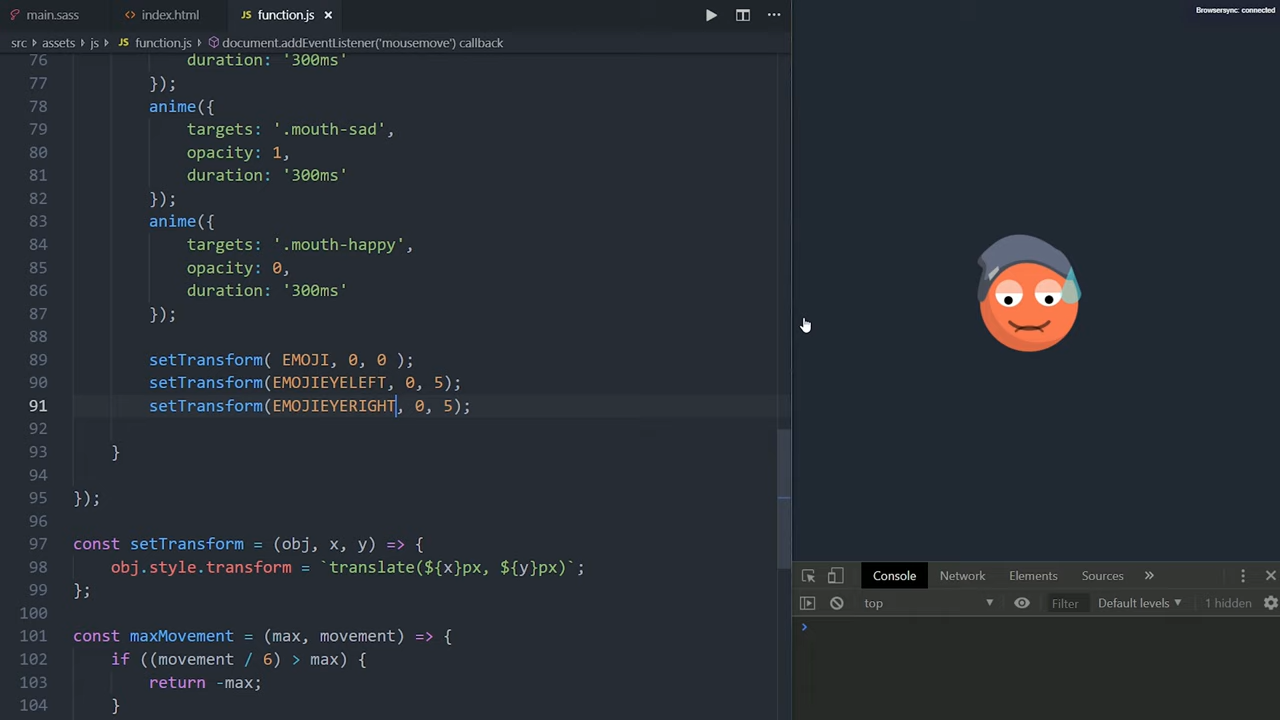 main.sass
index.html
function.js
Browsersync: connected
src > assets > js > function.js > document.addEventListener('mousemove') callback
76 duration: '300ms'
77 });
78 anime({
79 targets: '.mouth-sad',
80 opacity: 1,
81 duration: '300ms'
82 });
83 anime({
84 targets: '.mouth-happy',
85 opacity: 0,
86 duration: '300ms'
87 });
88
89 setTransform( EMOJI, 0, 0 );
90 setTransform(EMOJIEYELEFT, 0, 5);
91 setTransform(EMOJIEYERIGHT, 0, 5);
92
93 }
94
95 });
96
97 const setTransform = (obj, x, y) => {
98 obj.style.transform = `translate(${x}px, ${y}px)`;
99 };
100
101 const maxMovement = (max, movement) => {
102 if ((movement / 6) > max) {
103 return -max;
104 }
Console Network Elements Sources »
top Filter Default levels 1 hidden